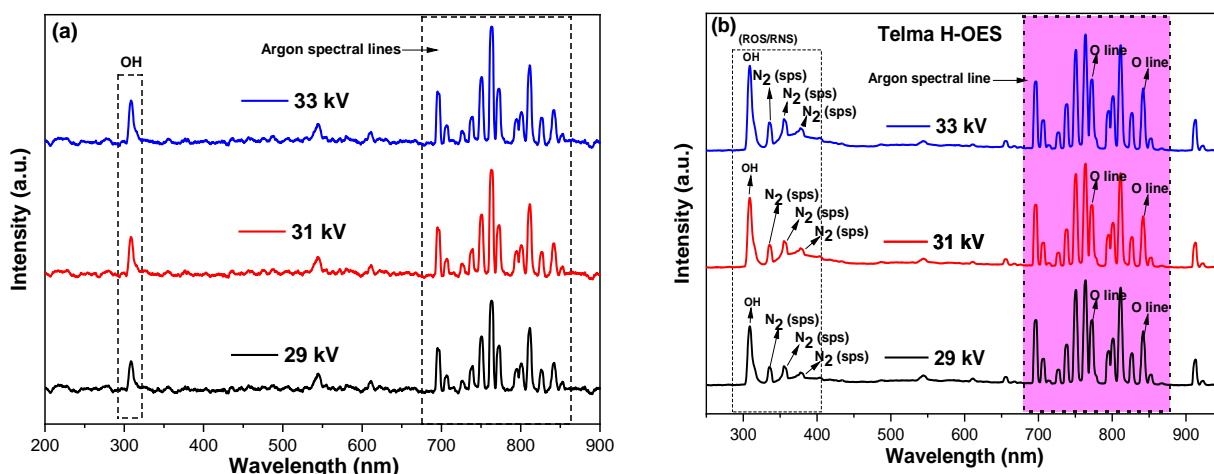 (a)
Argon spectral lines
OH
33 kV
31 kV
29 kV
Intensity (a.u.)
200 300 400 500 600 700 800 900
Wavelength (nm)
(b)
(ROS/RNS)
Telma H-OES
OH
N2 (sps)
N2 (sps)
N2 (sps)
Argon spectral line
O line
O line
33 kV
OH
N2 (sps)
N2 (sps)
N2 (sps)
O line
O line
31 kV
OH
N2 (sps)
N2 (sps)
N2 (sps)
O line
O line
29 kV
Intensity (a.u.)
300 400 500 600 700 800 900
Wavelength (nm)